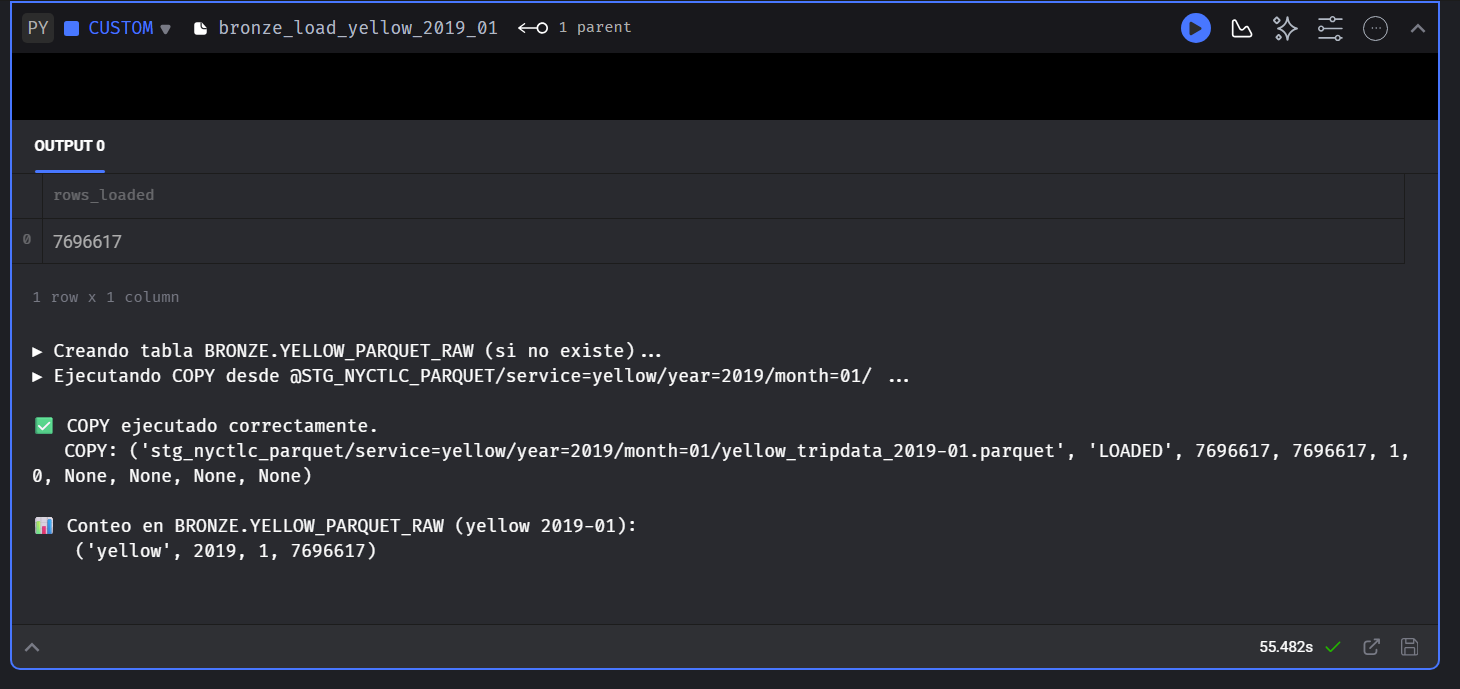 PY CUSTOM bronze_load_yellow_2019_01 1 parent
OUTPUT 0
rows_loaded
0 7696617
1 row x 1 column
▶ Creando tabla BRONZE.YELLOW_PARQUET_RAW (si no existe)...
▶ Ejecutando COPY desde @STG_NYCTLC_PARQUET/service=yellow/year=2019/month=01/ ...
✅ COPY ejecutado correctamente.
COPY: ('stg_nyctlc_parquet/service=yellow/year=2019/month=01/yellow_tripdata_2019-01.parquet', 'LOADED', 7696617, 7696617, 1,
0, None, None, None, None)
📊 Conteo en BRONZE.YELLOW_PARQUET_RAW (yellow 2019-01):
('yellow', 2019, 1, 7696617)
55.482s